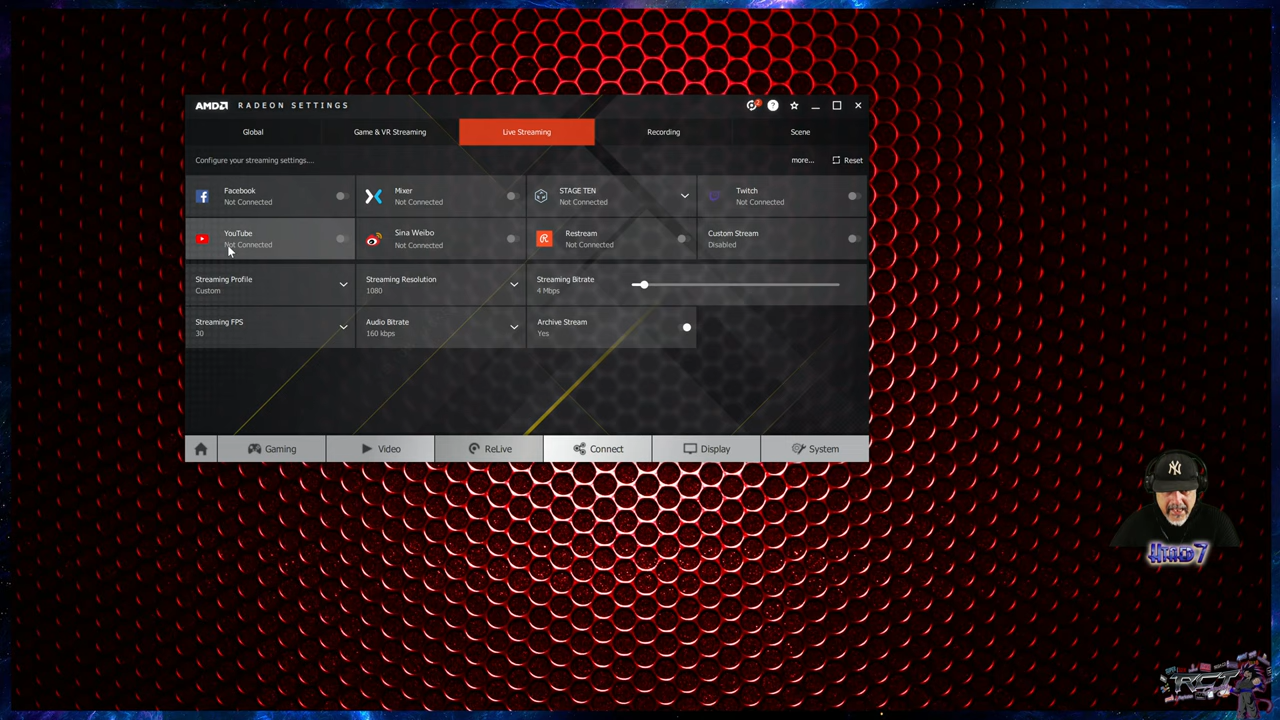 AMD RADEON SETTINGS
2
Global
Game & VR Streaming
Live Streaming
Recording
Scene
Configure your streaming settings....
more...
Reset
Facebook
Not Connected
Mixer
Not Connected
STAGE TEN
Not Connected
Twitch
Not Connected
YouTube
Not Connected
Sina Weibo
Not Connected
Restream
Not Connected
Custom Stream
Disabled
Streaming Profile
Custom
Streaming Resolution
1080
Streaming Bitrate
4 Mbps
Streaming FPS
30
Audio Bitrate
160 kbps
Archive Stream
Yes
Gaming
Video
ReLive
Connect
Display
System